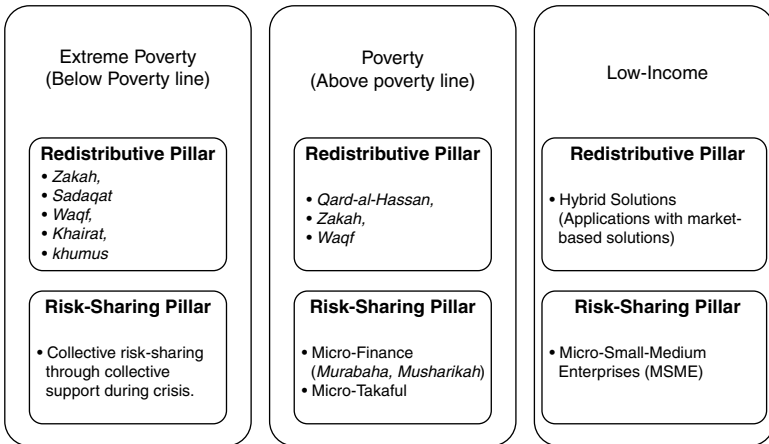 Extreme Poverty
(Below Poverty line)
Redistributive Pillar
• Zakah,
• Sadaqat
• Waqf,
• Khairat,
• khumus
Risk-Sharing Pillar
• Collective risk-sharing
through collective
support during crisis.
Poverty
(Above poverty line)
Redistributive Pillar
• Qard-al-Hassan,
• Zakah,
• Waqf
Risk-Sharing Pillar
• Micro-Finance
(Murabaha, Musharikah)
• Micro-Takaful
Low-Income
Redistributive Pillar
• Hybrid Solutions
(Applications with market-
based solutions)
Risk-Sharing Pillar
• Micro-Small-Medium
Enterprises (MSME)